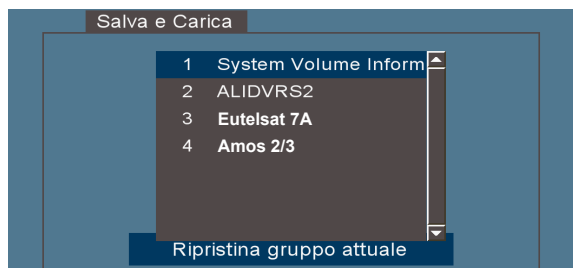 Salva e Carica
1 System Volume Inform
2 ALIDVRS2
3 Eutelsat 7A
4 Amos 2/3
Ripristina gruppo attuale